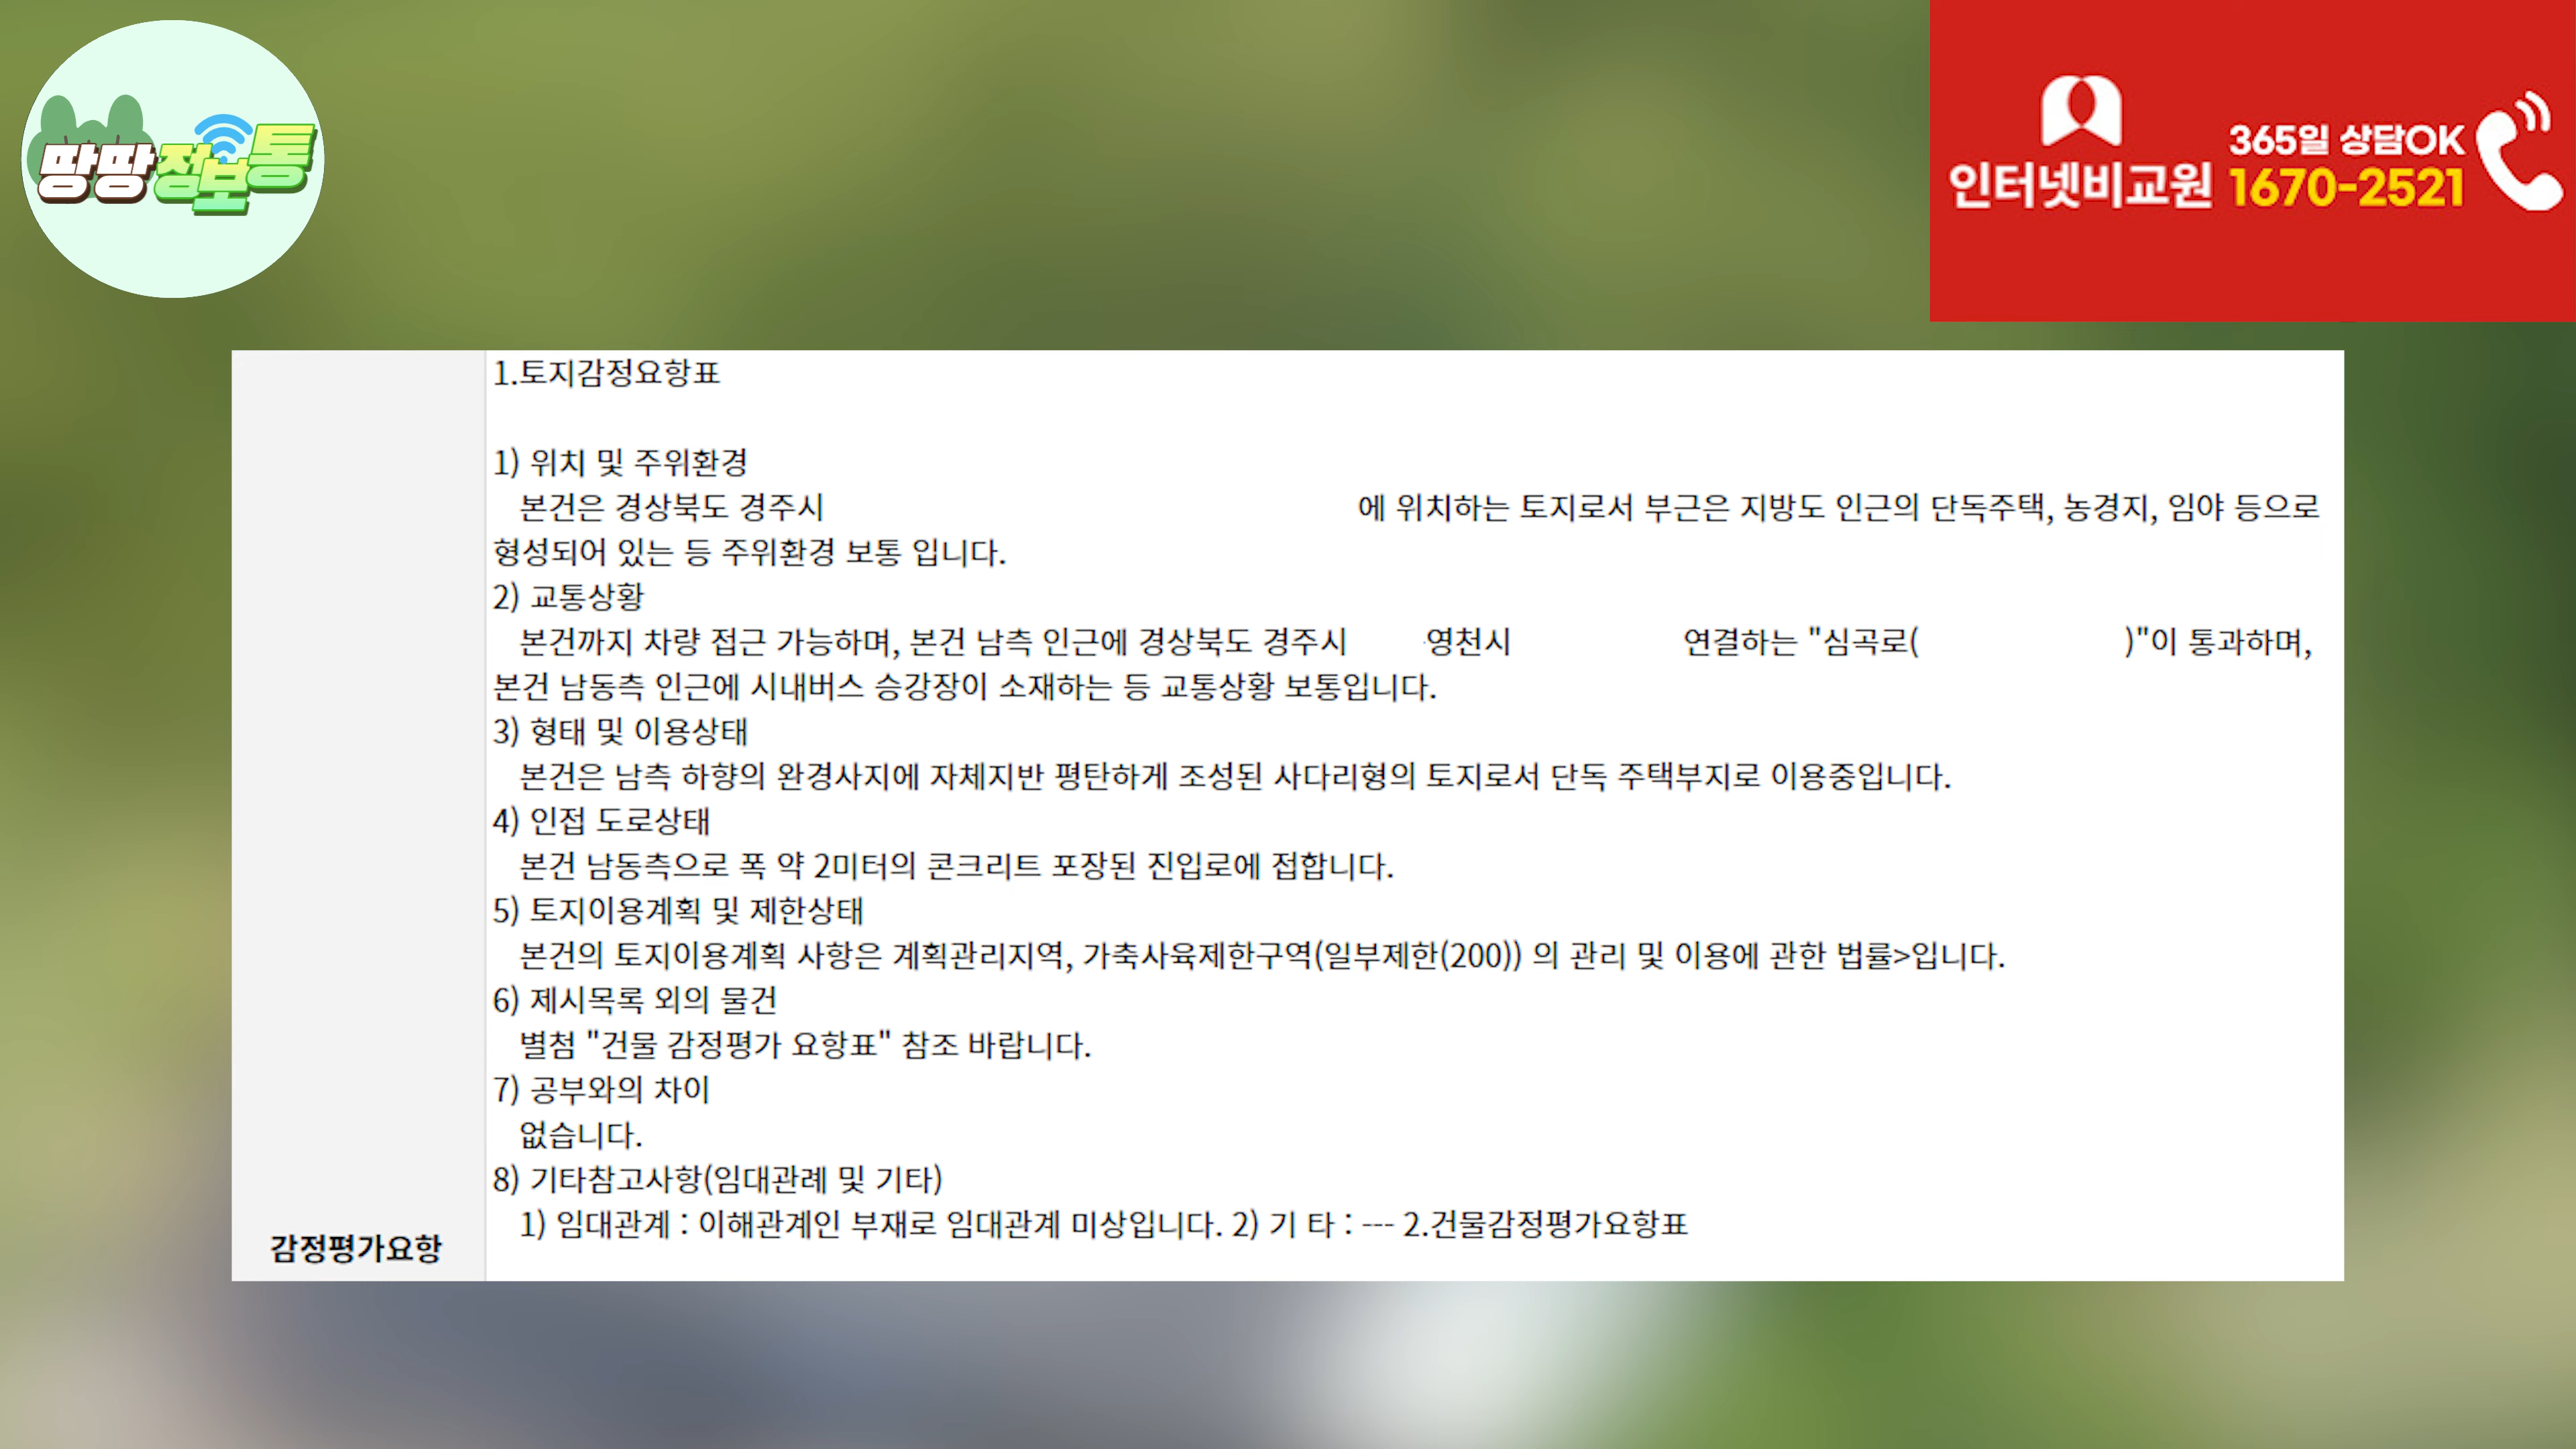 땅땅정보통
인터넷비교원
365일 상담OK
1670-2521
1.토지감정요항표
1) 위치 및 주위환경
본건은 경상북도 경주시 에 위치하는 토지로서 부근은 지방도 인근의 단독주택, 농경지, 임야 등으로
형성되어 있는 등 주위환경 보통 입니다.
2) 교통상황
본건까지 차량 접근 가능하며, 본건 남측 인근에 경상북도 경주시 영천시 연결하는 "심곡로( )"이 통과하며,
본건 남동측 인근에 시내버스 승강장이 소재하는 등 교통상황 보통입니다.
3) 형태 및 이용상태
본건은 남측 하향의 완경사지에 자체지반 평탄하게 조성된 사다리형의 토지로서 단독 주택부지로 이용중입니다.
4) 인접 도로상태
본건 남동측으로 폭 약 2미터의 콘크리트 포장된 진입로에 접합니다.
5) 토지이용계획 및 제한상태
본건의 토지이용계획 사항은 계획관리지역, 가축사육제한구역(일부제한(200)) 의 관리 및 이용에 관한 법률>입니다.
6) 제시목록 외의 물건
별첨 "건물 감정평가 요항표" 참조 바랍니다.
7) 공부와의 차이
없습니다.
8) 기타참고사항(임대관례 및 기타)
1) 임대관계 : 이해관계인 부재로 임대관계 미상입니다. 2) 기 타 : --- 2.건물감정평가요항표
감정평가요항